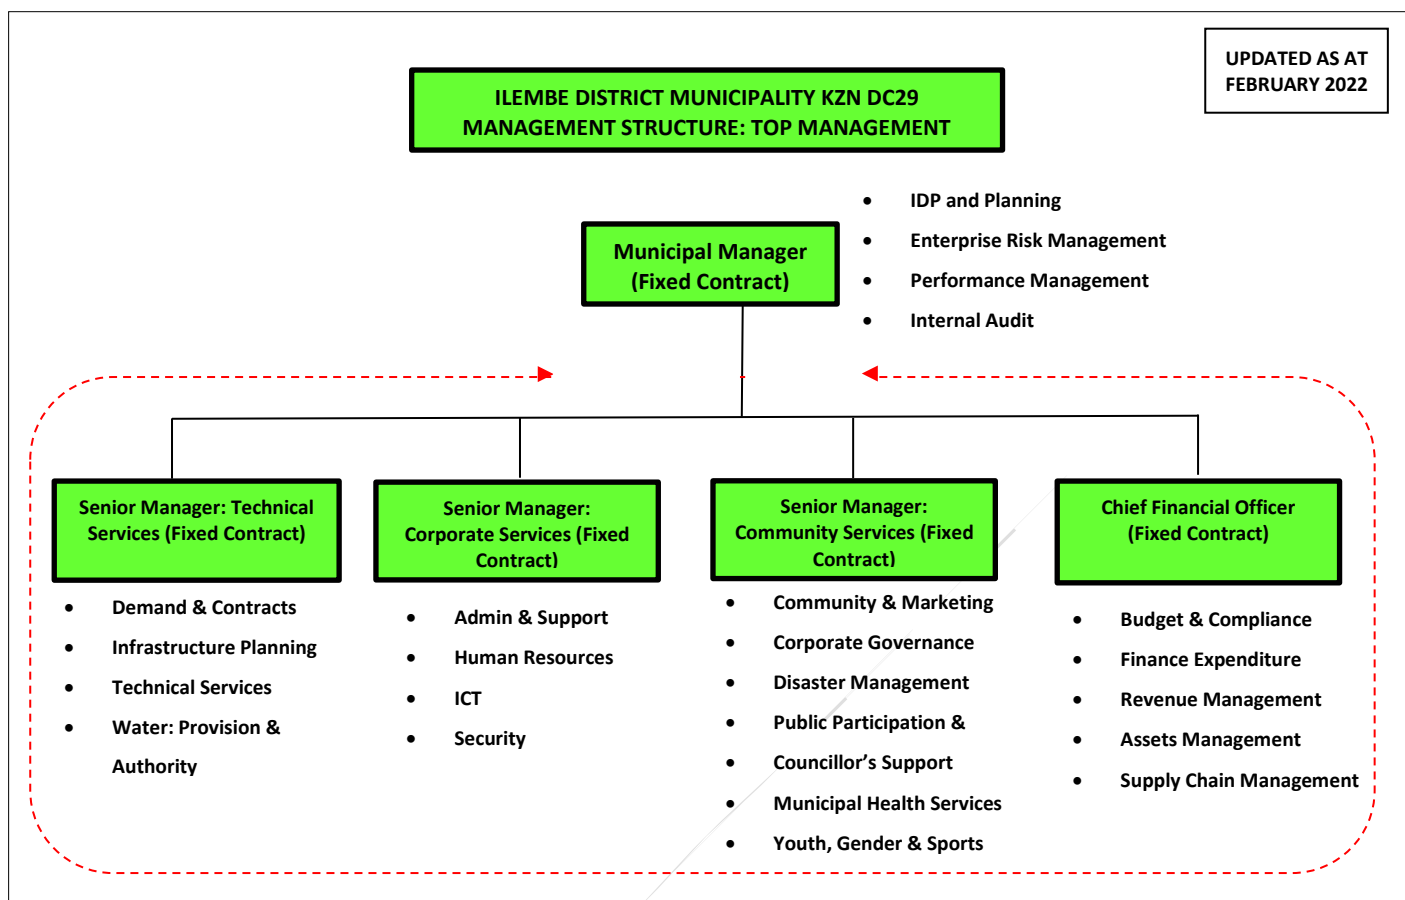 UPDATED AS AT
FEBRUARY 2022
ILEMBE DISTRICT MUNICIPALITY KZN DC29
MANAGEMENT STRUCTURE: TOP MANAGEMENT
Municipal Manager
(Fixed Contract)
• IDP and Planning
• Enterprise Risk Management
• Performance Management
• Internal Audit
Senior Manager: Technical
Services (Fixed Contract)
• Demand & Contracts
• Infrastructure Planning
• Technical Services
• Water: Provision &
Authority
Senior Manager:
Corporate Services (Fixed
Contract)
• Admin & Support
• Human Resources
• ICT
• Security
Senior Manager:
Community Services (Fixed
Contract)
• Community & Marketing
• Corporate Governance
• Disaster Management
• Public Participation &
• Councillor’s Support
• Municipal Health Services
• Youth, Gender & Sports
Chief Financial Officer
(Fixed Contract)
• Budget & Compliance
• Finance Expenditure
• Revenue Management
• Assets Management
• Supply Chain Management